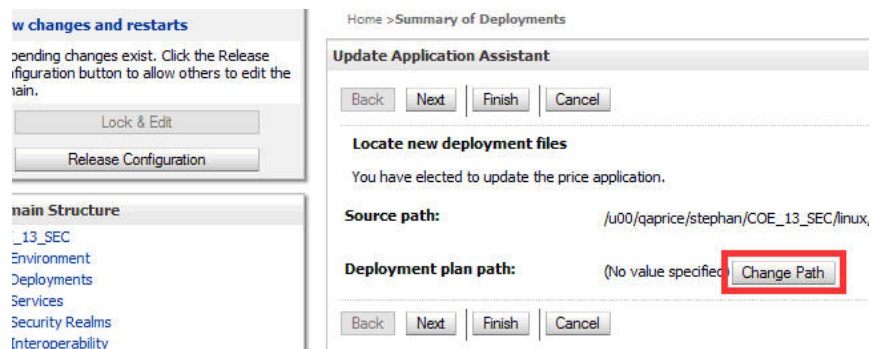 w changes and restarts
pending changes exist. Click the Release
figuration button to allow others to edit the
main.
Lock & Edit
Release Configuration
main Structure
_13_SEC
Environment
Deployments
Services
Security Realms
Interoperability
Home >Summary of Deployments
Update Application Assistant
Back Next Finish Cancel
Locate new deployment files
You have elected to update the price application.
Source path: /u00/qaprice/stephan/COE_13_SEC/linux/
Deployment plan path: (No value specified) Change Path
Back Next Finish Cancel